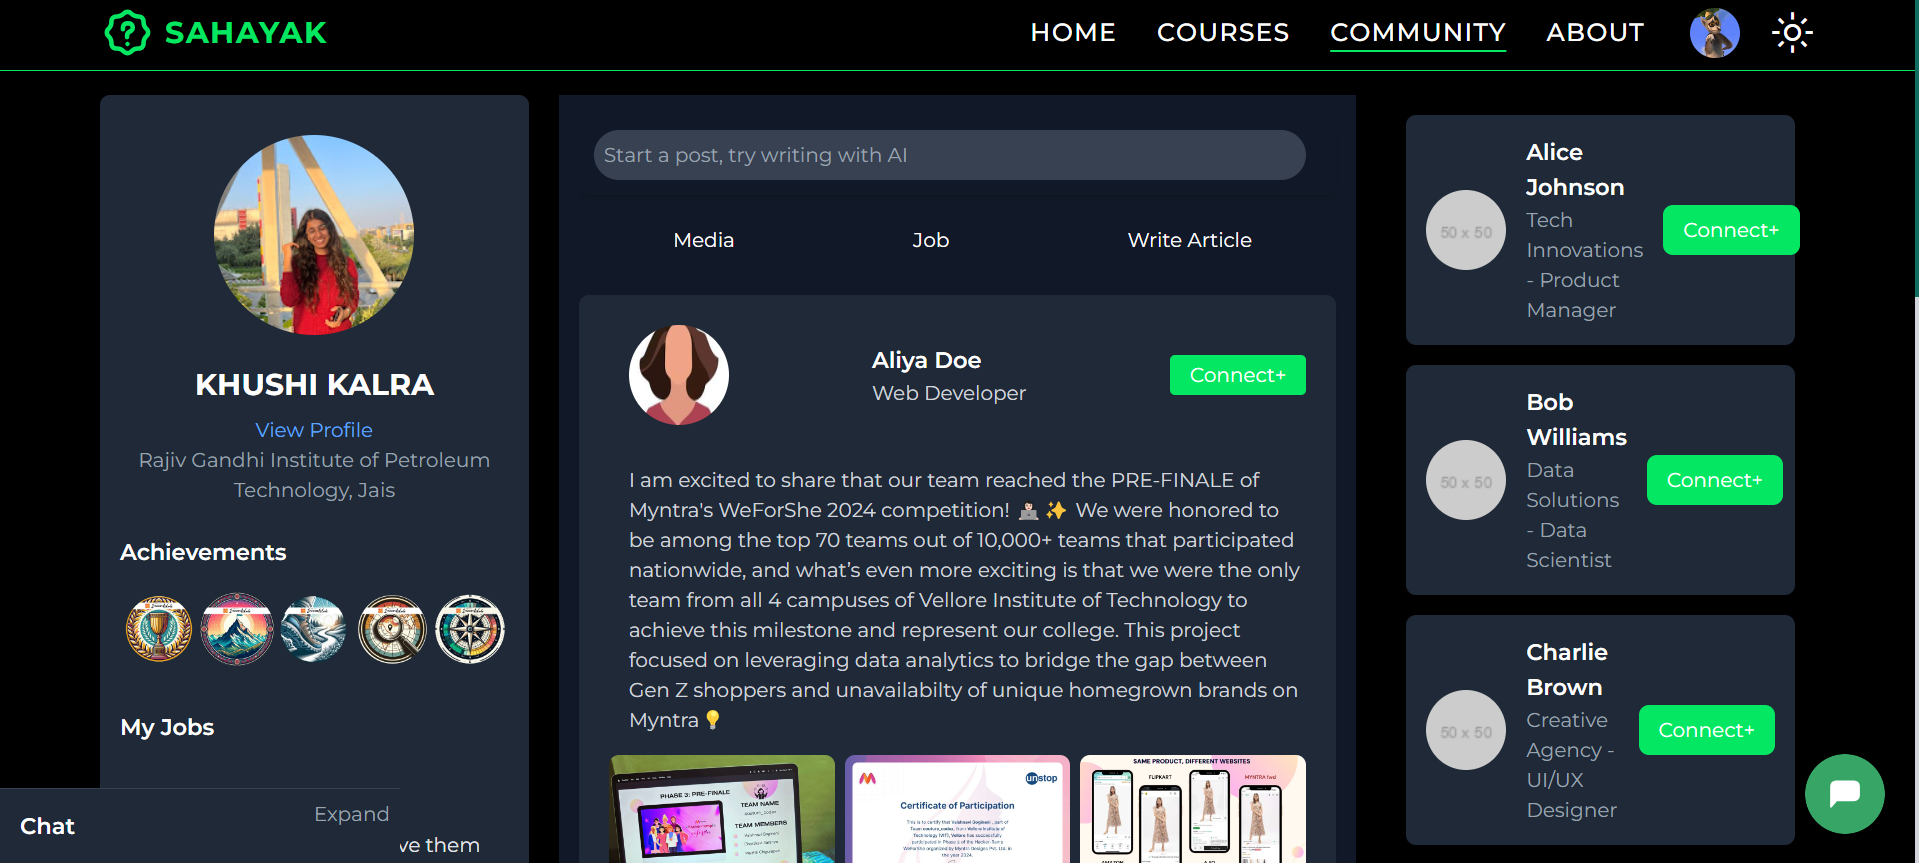 SAHAYAK
HOME COURSES COMMUNITY ABOUT
KHUSHI KALRA
View Profile
Rajiv Gandhi Institute of Petroleum
Technology, Jais
Achievements
My Jobs
Chat
Expand
ve them
Start a post, try writing with AI
Media Job Write Article
Aliya Doe
Web Developer
Connect+
I am excited to share that our team reached the PRE-FINALE of
Myntra's WeForShe 2024 competition! 👩🏻‍💻 ✨ We were honored to
be among the top 70 teams out of 10,000+ teams that participated
nationwide, and what’s even more exciting is that we were the only
team from all 4 campuses of Vellore Institute of Technology to
achieve this milestone and represent our college. This project
focused on leveraging data analytics to bridge the gap between
Gen Z shoppers and unavailabilty of unique homegrown brands on
Myntra 💡
PHASE 3: PRE-FINALE
TEAM NAME
TEAM MEMBERS
unstop
Certificate of Participation
SAME PRODUCT, DIFFERENT WEBSITES
FLIPKART
MYNTRA fwd
AMAZON
AJIO
50 x 50
Alice
Johnson
Tech
Innovations
- Product
Manager
Connect+
50 x 50
Bob
Williams
Data
Solutions
- Data
Scientist
Connect+
50 x 50
Charlie
Brown
Creative
Agency -
UI/UX
Designer
Connect+